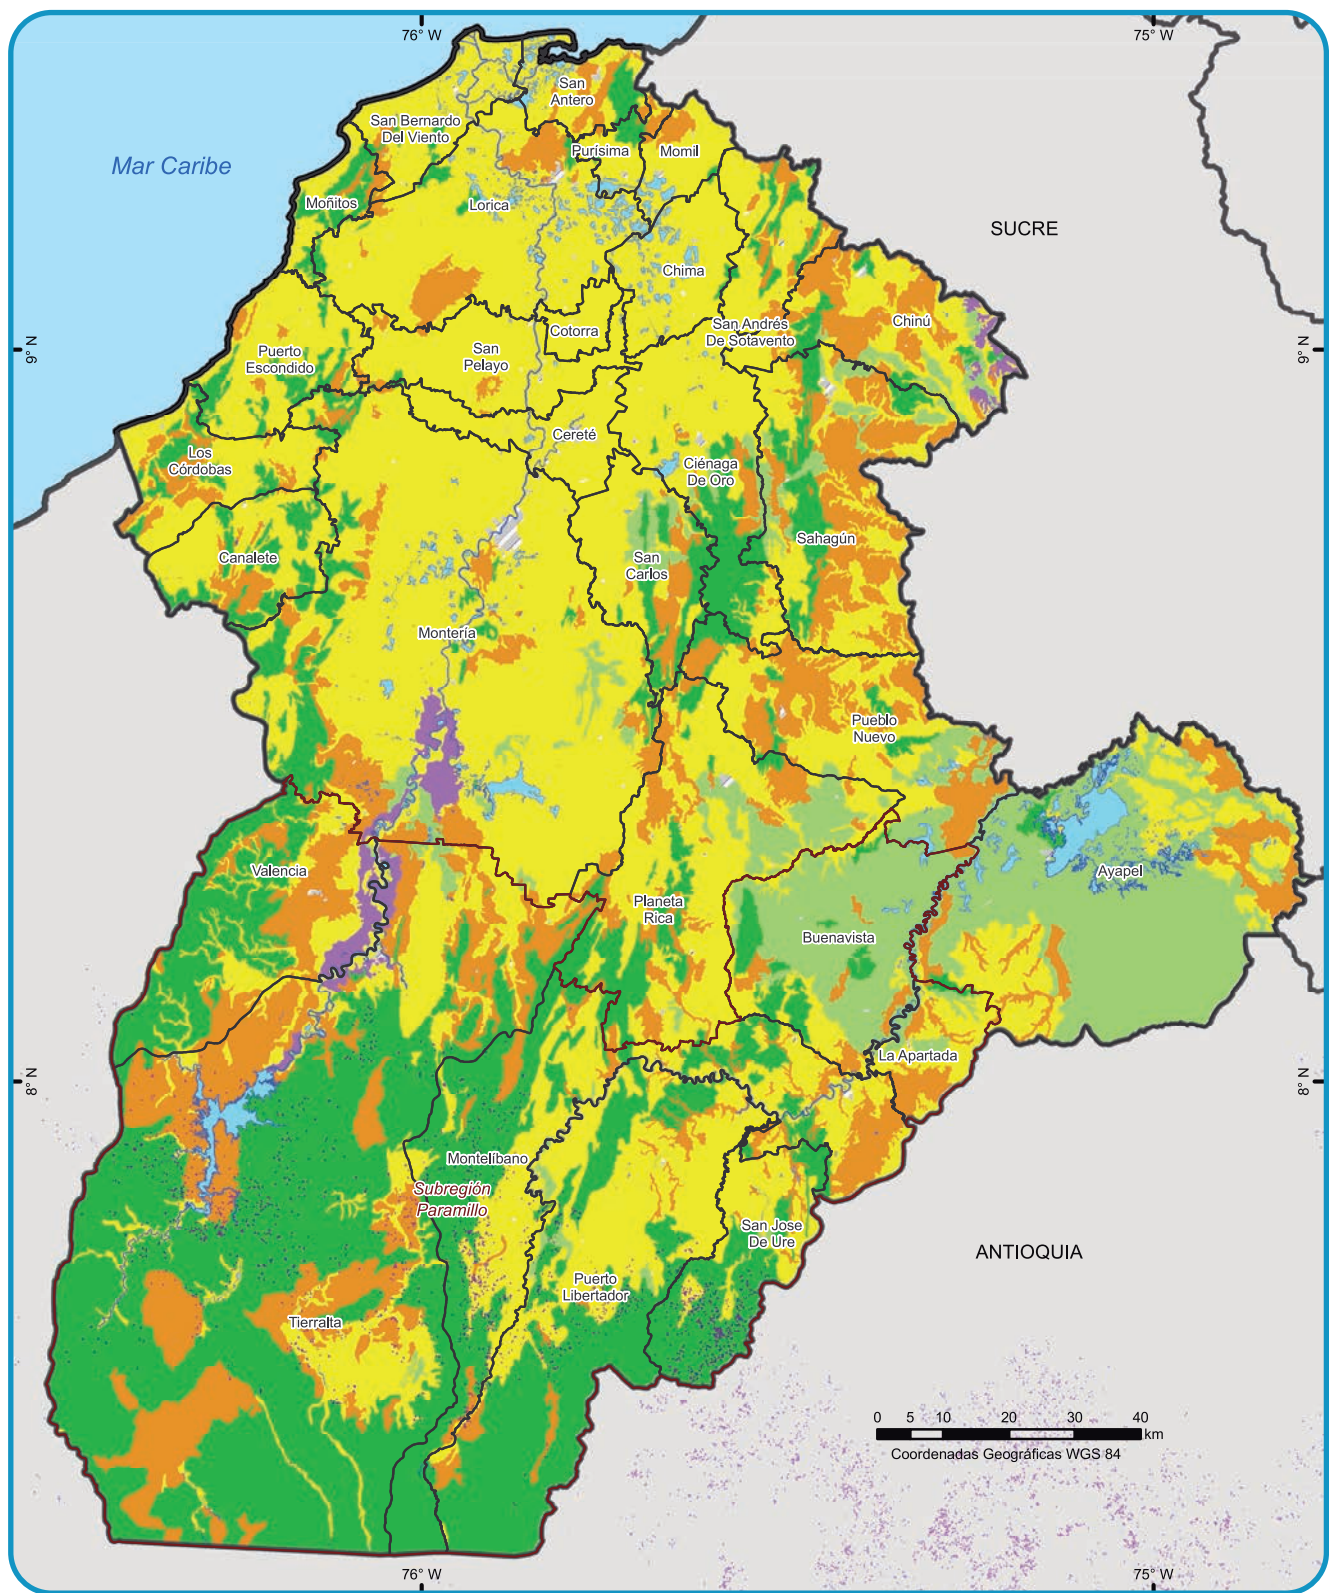 76° W
75° W
San
Antero
San Bernardo
Del Viento
Purísima
Momil
Mar Caribe
Moñitos
Lorica
SUCRE
Chima
Chinú
San Andrés
De Sotavento
Cotorra
9° N
9° N
Puerto
Escondido
San
Pelayo
Cereté
Los
Córdobas
Ciénaga
De Oro
Sahagún
Canalete
San
Carlos
Montería
Pueblo
Nuevo
Valencia
Ayapel
Planeta
Rica
Buenavista
La Apartada
8° N
8° N
Montelíbano
Subregión
Paramillo
San Jose
De Ure
ANTIOQUIA
Puerto
Libertador
Tierralta
0 5 10 20 30 40
km
Coordenadas Geográficas WGS 84
76° W
75° W